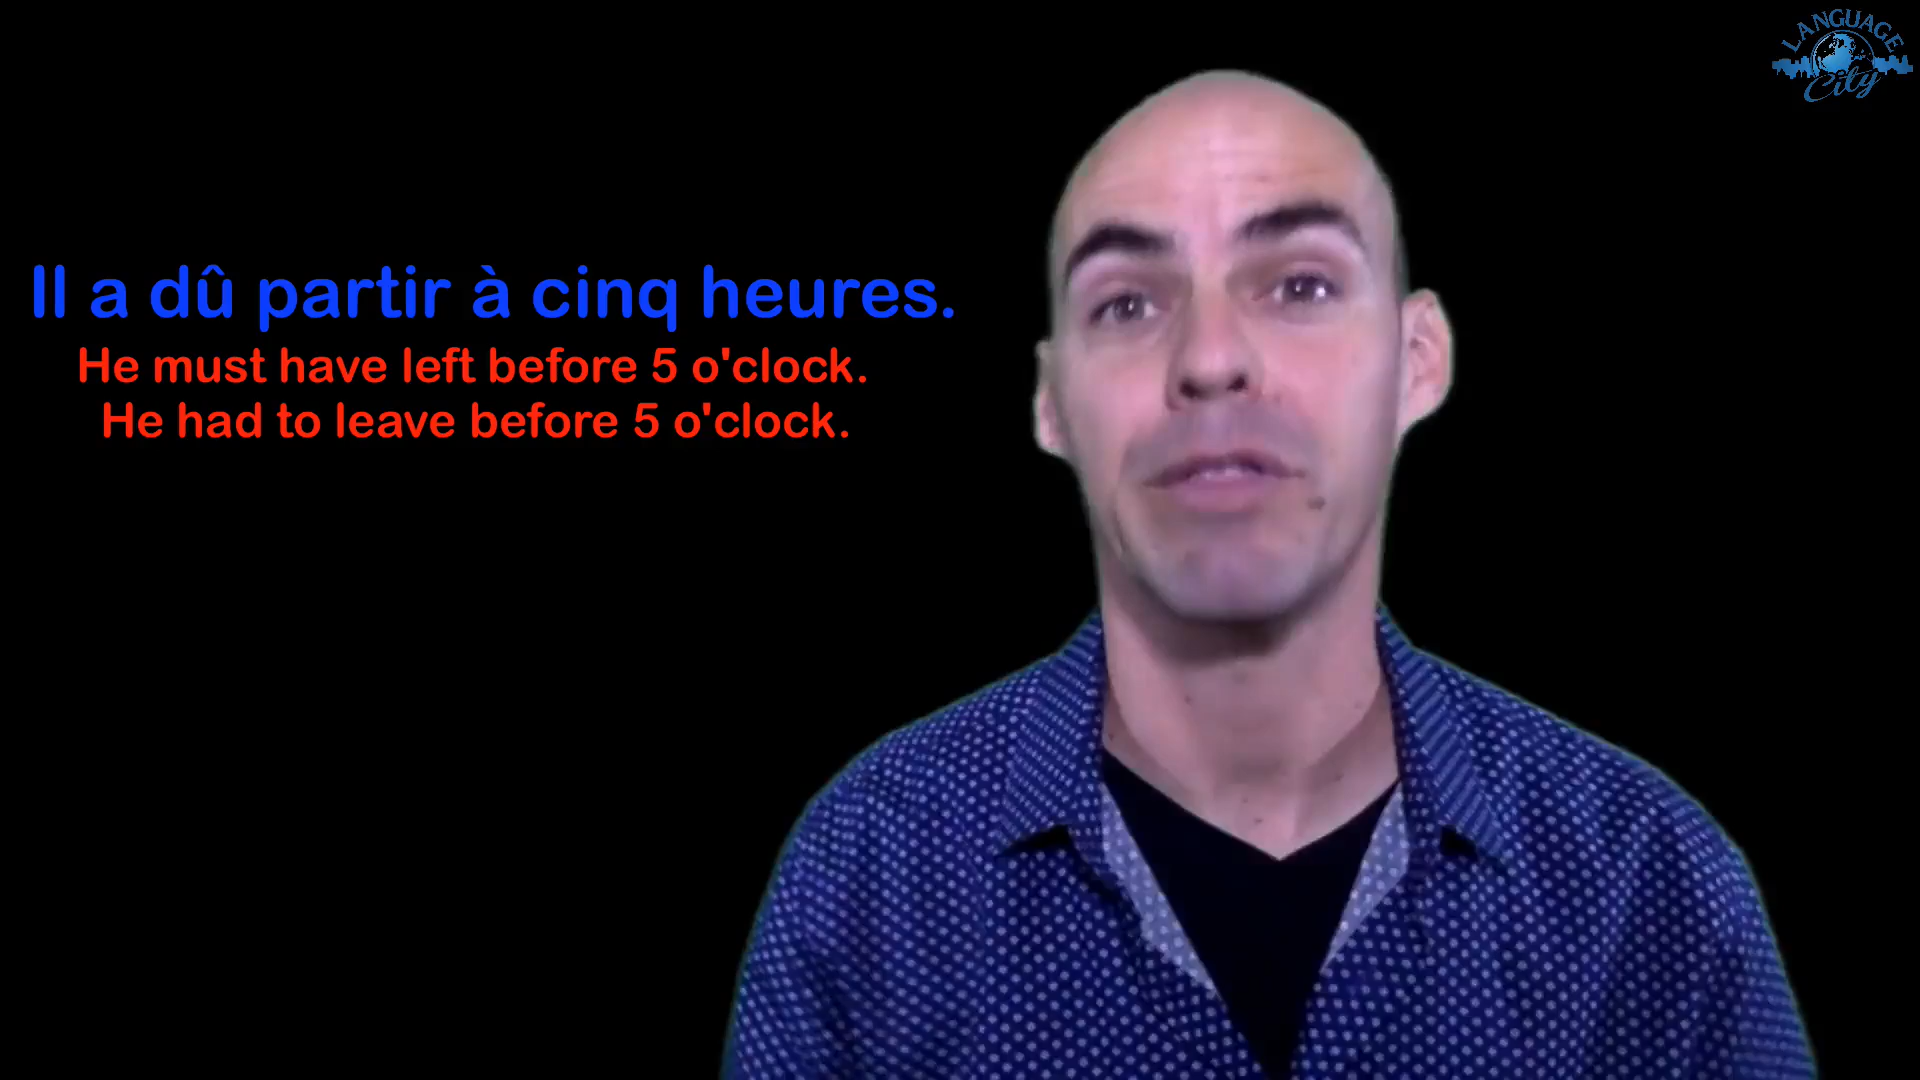 LANGUAGE
City
Il a dû partir à cinq heures.
He must have left before 5 o'clock.
He had to leave before 5 o'clock.